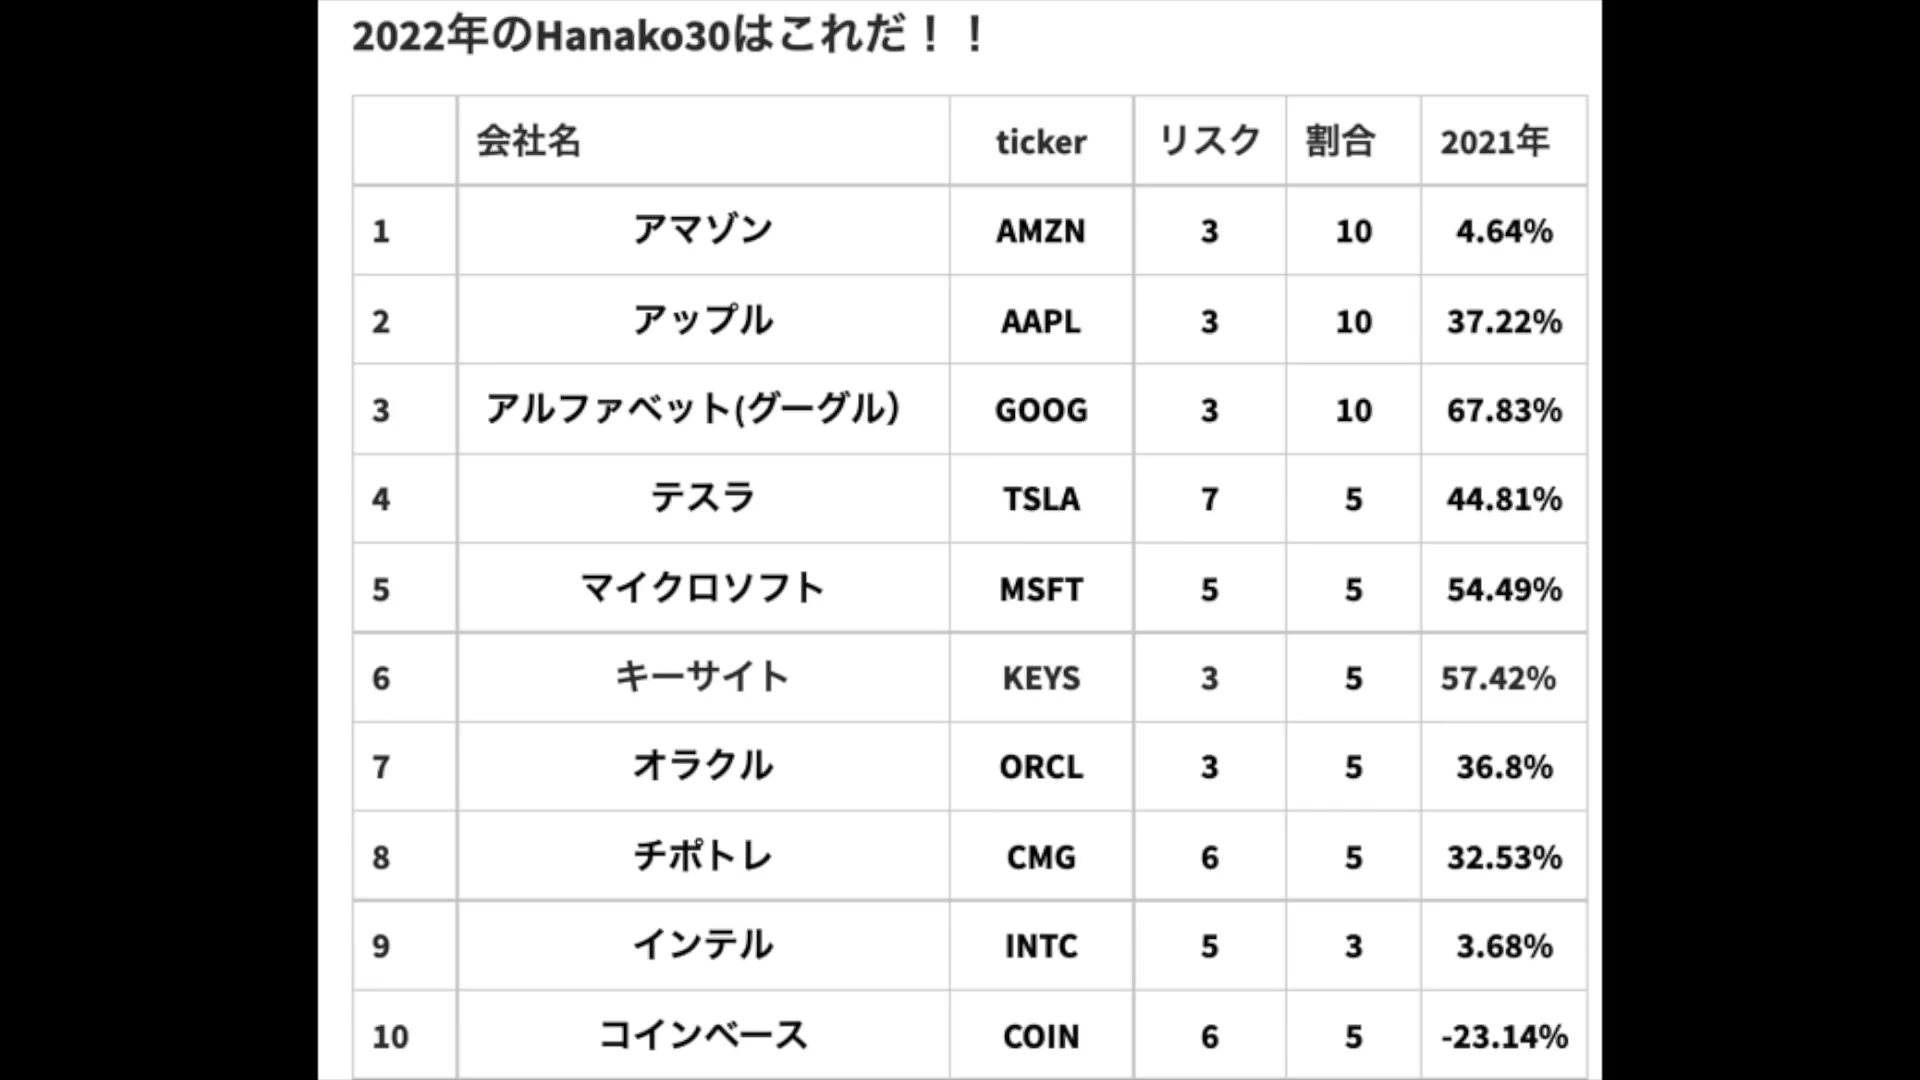 2022年のHanako30はこれだ！！
会社名 ticker リスク 割合 2021年
1 アマゾン AMZN 3 10 4.64%
2 アップル AAPL 3 10 37.22%
3 アルファベット(グーグル） GOOG 3 10 67.83%
4 テスラ TSLA 7 5 44.81%
5 マイクロソフト MSFT 5 5 54.49%
6 キーサイト KEYS 3 5 57.42%
7 オラクル ORCL 3 5 36.8%
8 チポトレ CMG 6 5 32.53%
9 インテル INTC 5 3 3.68%
10 コインベース COIN 6 5 -23.14%